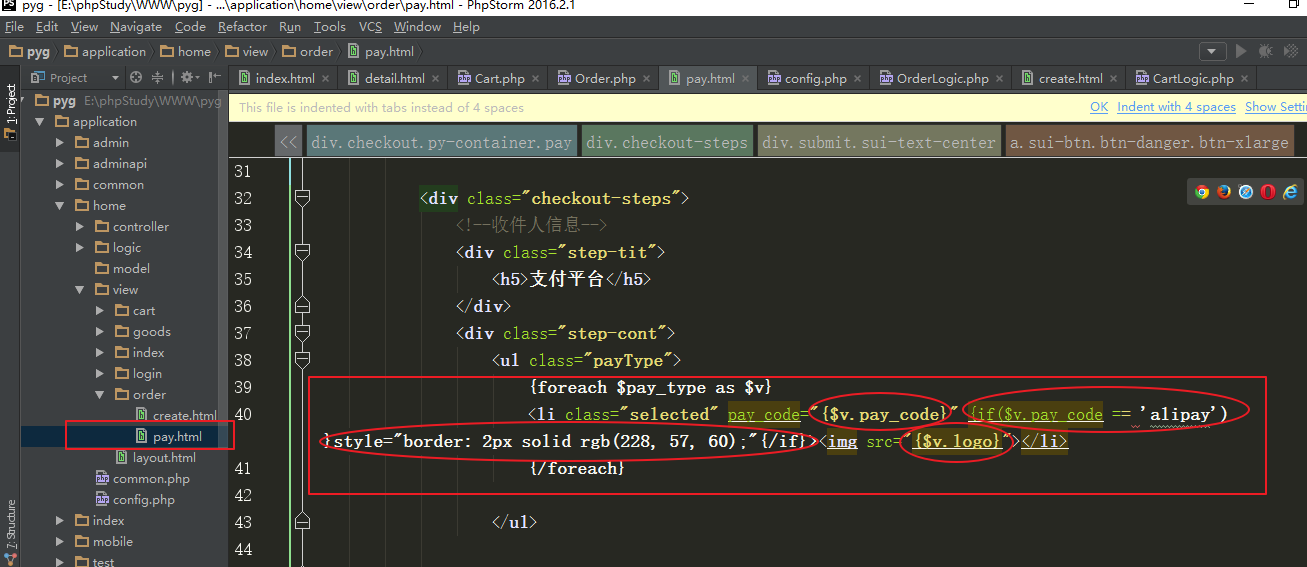 pyg - [E:\phpStudy\WWW\pyg] - ...\application\home\view\order\pay.html - PhpStorm 2016.2.1
File Edit View Navigate Code Refactor Run Tools VCS Window Help
pyg application home view order pay.html
Project index.html detail.html Cart.php Order.php pay.html config.php OrderLogic.php create.html CartLogic.php
1: Project
pyg E:\phpStudy\WWW\pyg
This file is indented with tabs instead of 4 spaces OK Indent with 4 spaces Show Setti
application
admin
<< div.checkout.py-container.pay div.checkout-steps div.submit.sui-text-center a.sui-btn.btn-danger.btn-xlarge
adminapi
common
home
controller
logic
model
view
cart
goods
index
login
order
create.html
pay.html
layout.html
common.php
config.php
index
mobile
test
7: Structure
31
32 <div class="checkout-steps">
33 <!--收件人信息-->
34 <div class="step-tit">
35 <h5>支付平台</h5>
36 </div>
37 <div class="step-cont">
38 <ul class="payType">
39 {foreach $pay_type as $v}
40 <li class="selected" pay_code="{$v.pay_code}" {if($v.pay_code == 'alipay')
}style="border: 2px solid rgb(228, 57, 60);"{/if}><img src="{$v.logo}"></li>
41 {/foreach}
42
43 </ul>
44